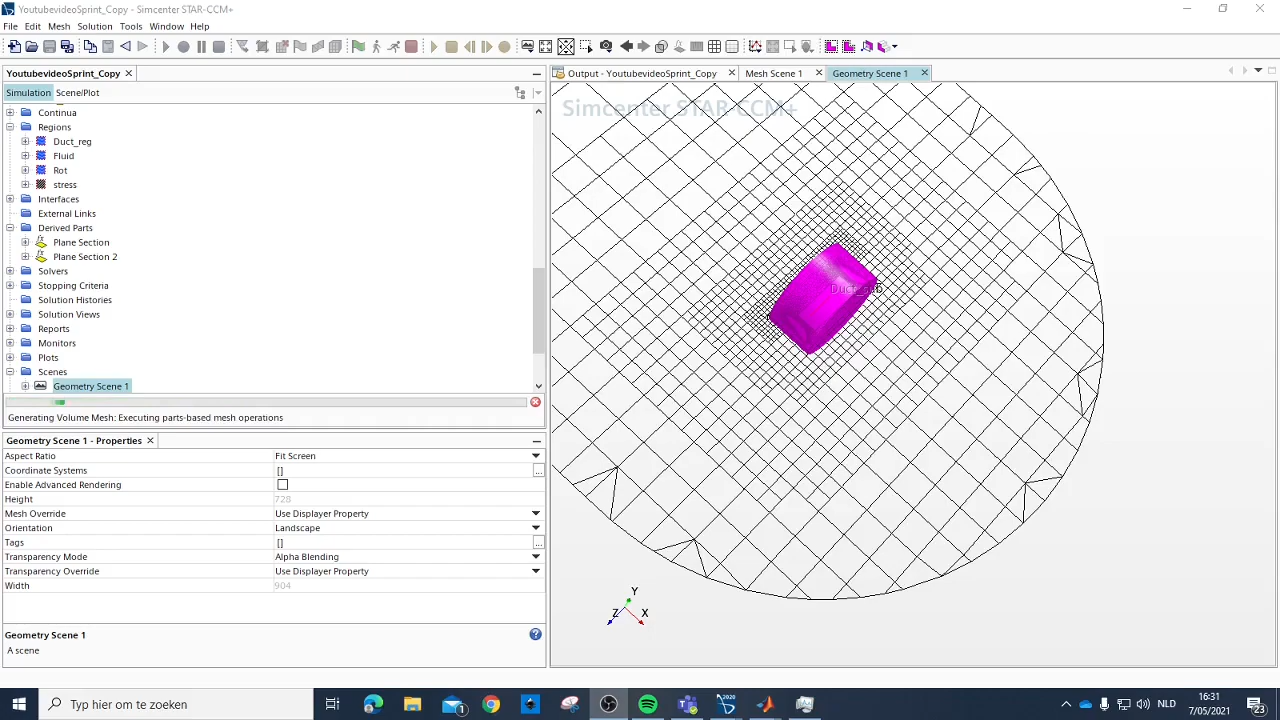 YoutubevideoSprint_Copy - Simcenter STAR-CCM+
File Edit Mesh Solution Tools Window Help
YoutubevideoSprint_Copy
Output - YoutubevideoSprint_Copy Mesh Scene 1 Geometry Scene 1
Simulation Scene/Plot
Simcenter STAR-CCM+
Continua
Regions
Duct_reg
Fluid
Rot
stress
Interfaces
External Links
Derived Parts
Plane Section
Plane Section 2
Solvers
Stopping Criteria
Solution Histories
Solution Views
Reports
Monitors
Plots
Scenes
Geometry Scene 1
Generating Volume Mesh: Executing parts-based mesh operations
Geometry Scene 1 - Properties
Aspect Ratio Fit Screen
Coordinate Systems []
Enable Advanced Rendering
Height 728
Mesh Override Use Displayer Property
Orientation Landscape
Tags []
Transparency Mode Alpha Blending
Transparency Override Use Displayer Property
Width 904
Y
Z X
Geometry Scene 1
A scene
Typ hier om te zoeken
1
2020
NLD
16:31
7/05/2021
23